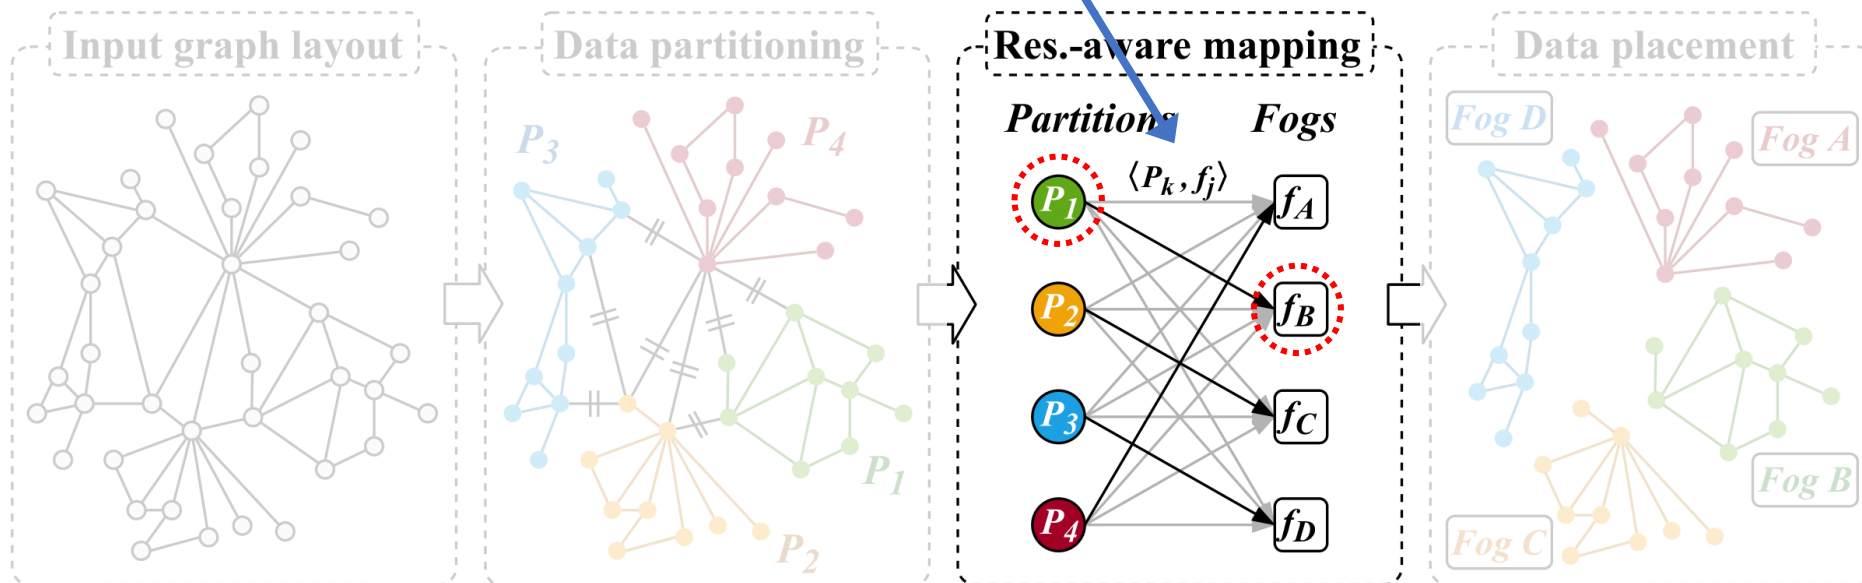 Input graph layout
Data partitioning
Res.-aware mapping
Data placement
P3
P4
P1
P2
Partitions
Fogs
⟨Pk, fj⟩
P1
fA
P2
fB
P3
fC
P4
fD
Fog D
Fog A
Fog B
Fog C